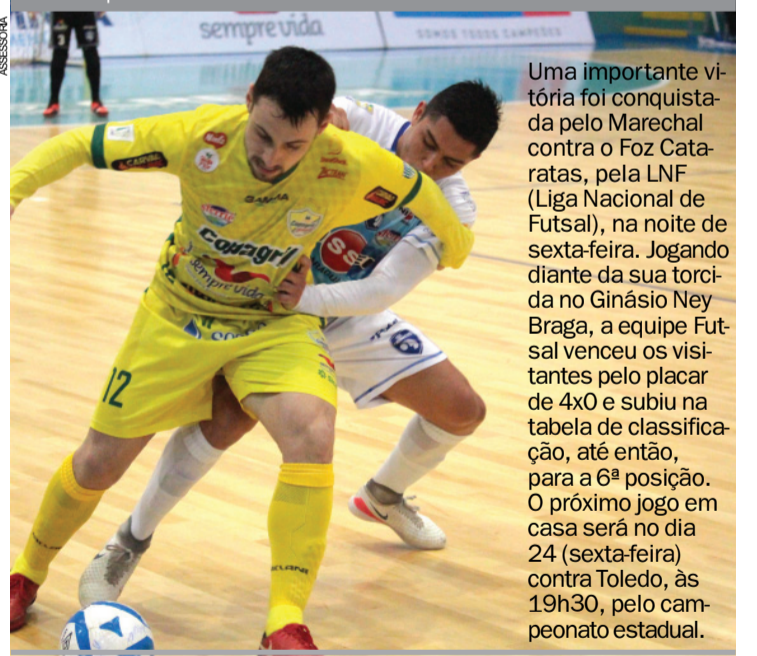 ASSESSORIA
sempre vida
SOMOS TODOS CAMPEÕES
3
CARNIVAL
GANHA
Copagril
sempre vida
12
Uma importante vi-
tória foi conquista-
da pelo Marechal
contra o Foz Cata-
ratas, pela LNF
(Liga Nacional de
Futsal), na noite de
sexta-feira. Jogando
diante da sua torci-
da no Ginásio Ney
Braga, a equipe Fut-
sal venceu os visi-
tantes pelo placar
de 4x0 e subiu na
tabela de classifica-
ção, até então,
para a 6ª posição.
O próximo jogo em
casa será no dia
24 (sexta-feira)
contra Toledo, às
19h30, pelo cam-
peonato estadual.